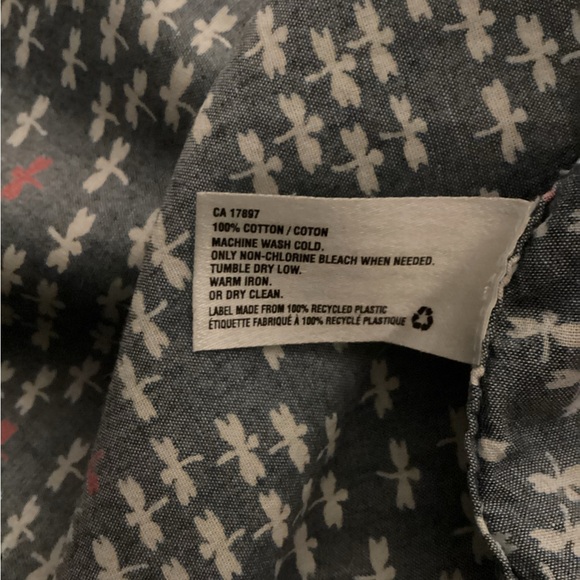 CA 17897
100% COTTON / COTON
MACHINE WASH COLD.
ONLY NON-CHLORINE BLEACH WHEN NEEDED.
TUMBLE DRY LOW.
WARM IRON.
OR DRY CLEAN.
LABEL MADE FROM 100% RECYCLED PLASTIC
ÉTIQUETTE FABRIQUÉ À 100% RECYCLÉ PLASTIQUE